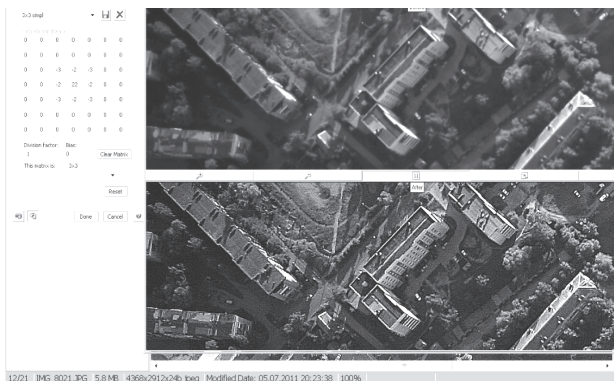 3x3 step1
0 0 0 0 0 0 0
0 0 0 0 0 0 0
0 0 -3 -2 -3 0 0
0 0 -2 22 -2 0 0
0 0 -3 -2 -3 0 0
0 0 0 0 0 0 0
0 0 0 0 0 0 0
Division factor: Bias:
1 0 Clear Matrix
This matrix is: 3x3
Reset
Done Cancel
After
12/21 IMG_8021.JPG 5.8 MB 4368x2912x24b jpeg Modified Date: 05.07.2011 20:23:38 100%